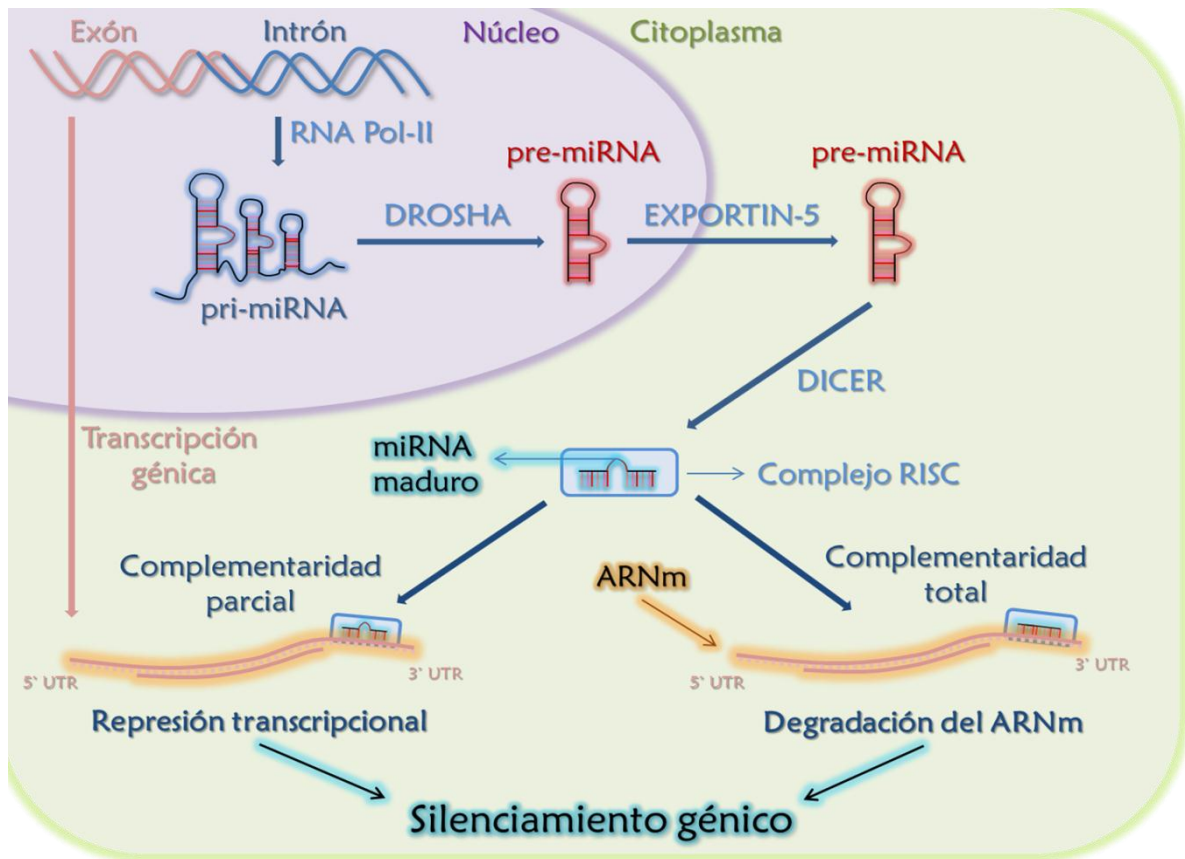 Exón
Intrón
Núcleo
Citoplasma
RNA Pol-II
pre-miRNA
pre-miRNA
DROSHA
EXPORTIN-5
pri-miRNA
DICER
Transcripción
génica
miRNA
maduro
Complejo RISC
Complementaridad
parcial
ARNm
Complementaridad
total
5` UTR
3` UTR
5` UTR
3` UTR
Represión transcripcional
Degradación del ARNm
Silenciamiento génico